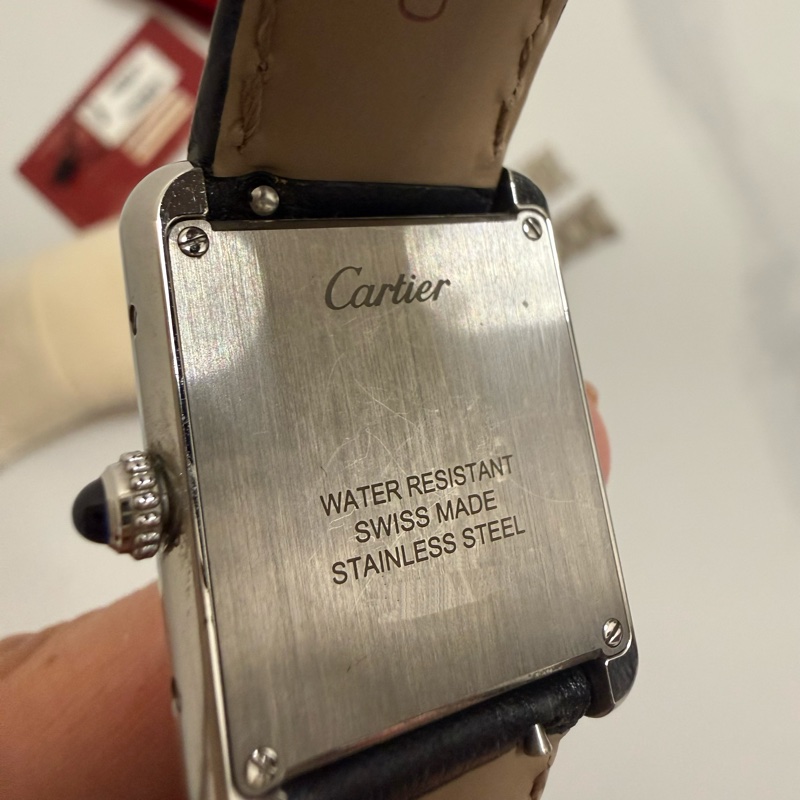 Cartier
WATER RESISTANT
SWISS MADE
STAINLESS STEEL